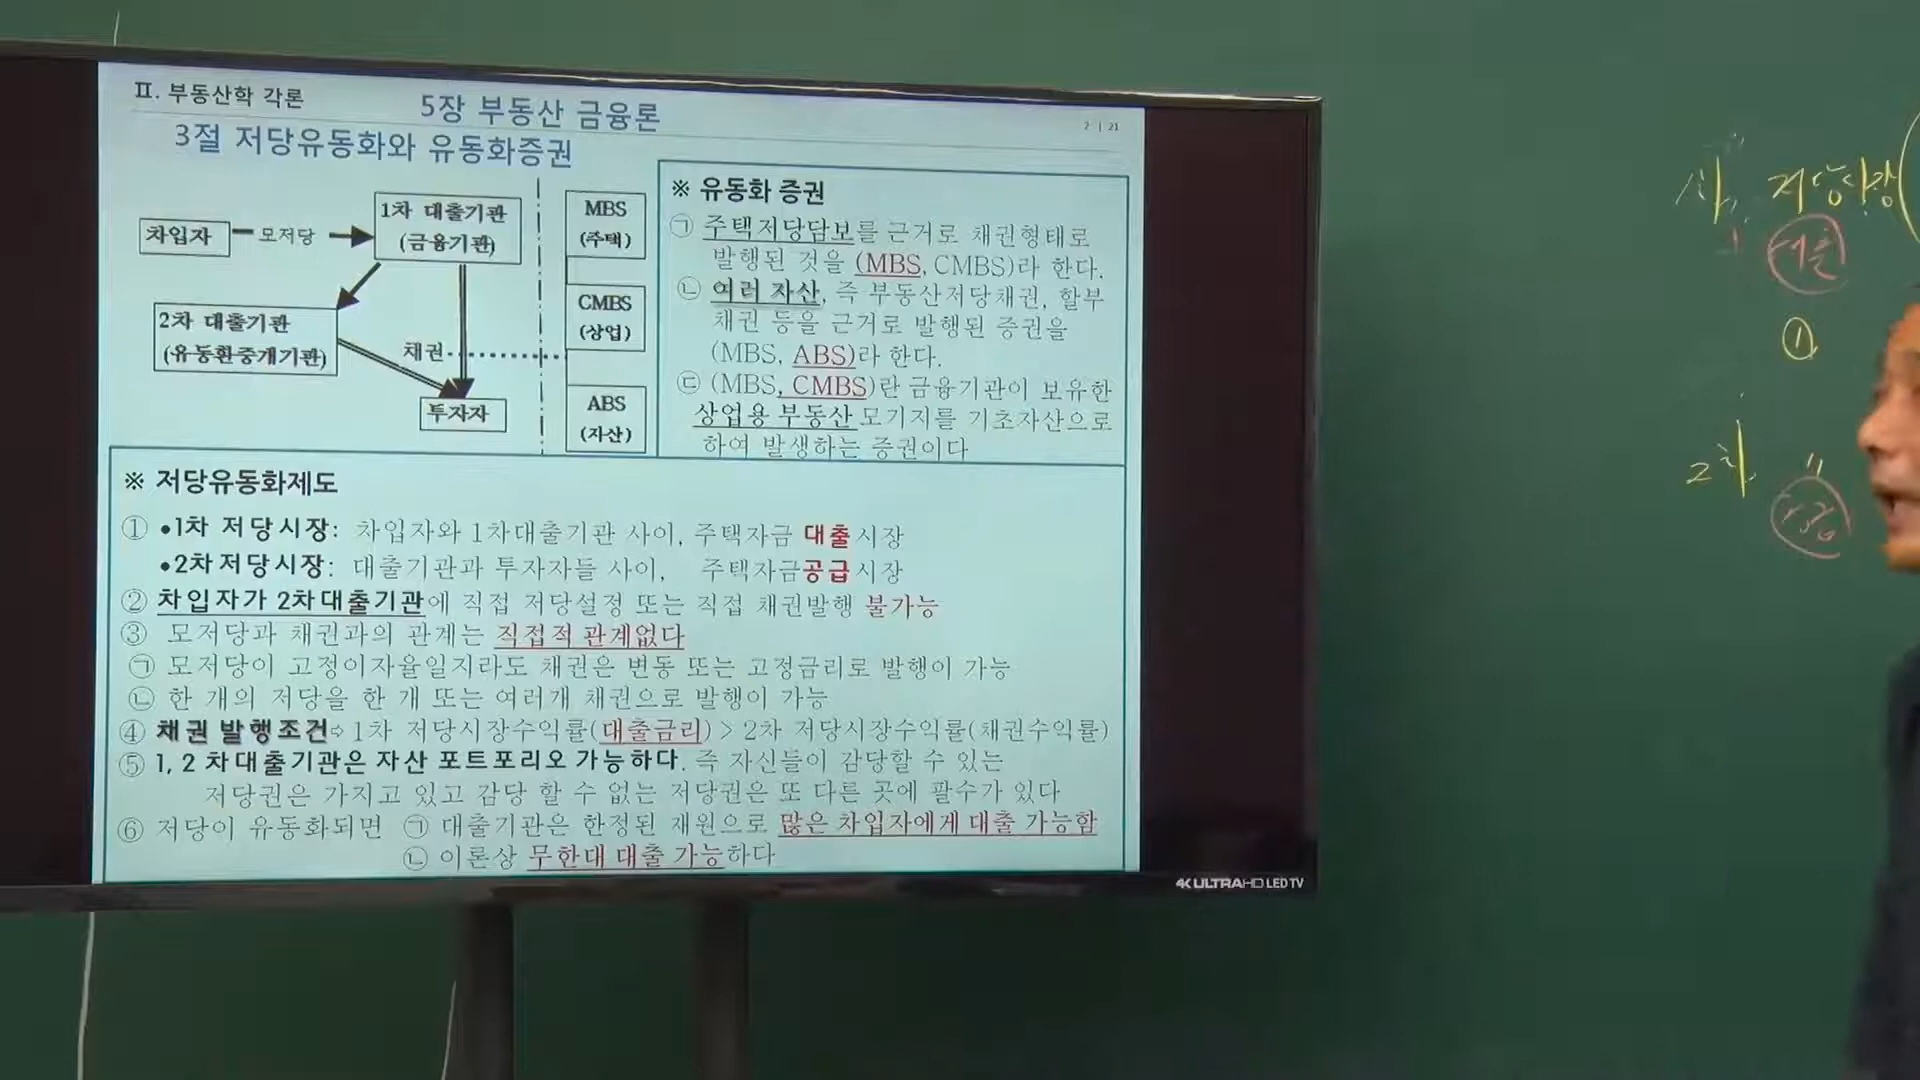 Ⅱ. 부동산학 각론
5장 부동산 금융론
2 | 21
3절 저당유동화와 유동화증권
차입자
모저당
1차 대출기관
(금융기관)
2차 대출기관
(유동환중개기관)
채권
투자자
MBS
(주택)
CMBS
(상업)
ABS
(자산)
※ 유동화 증권
㉠ 주택저당담보를 근거로 채권형태로
발행된 것을 (MBS, CMBS)라 한다.
㉡ 여러 자산, 즉 부동산저당채권, 할부
채권 등을 근거로 발행된 증권을
(MBS, ABS)라 한다.
㉢ (MBS, CMBS)란 금융기관이 보유한
상업용 부동산 모기지를 기초자산으로
하여 발생하는 증권이다
※ 저당유동화제도
① •1차 저당시장: 차입자와 1차대출기관 사이, 주택자금 대출시장
•2차저당시장: 대출기관과 투자자들 사이, 주택자금공급시장
② 차입자가 2차대출기관에 직접 저당설정 또는 직접 채권발행 불가능
③ 모저당과 채권과의 관계는 직접적 관계없다
㉠ 모저당이 고정이자율일지라도 채권은 변동 또는 고정금리로 발행이 가능
㉡ 한 개의 저당을 한 개 또는 여러개 채권으로 발행이 가능
④ 채권 발행조건⇨1차 저당시장수익률(대출금리) > 2차 저당시장수익률(채권수익률)
⑤ 1, 2 차대출기관은 자산 포트포리오 가능하다. 즉 자신들이 감당할 수 있는
저당권은 가지고 있고 감당 할 수 없는 저당권은 또 다른 곳에 팔수가 있다
⑥ 저당이 유동화되면 ㉠ 대출기관은 한정된 재원으로 많은 차입자에게 대출 가능함
㉡ 이론상 무한대 대출 가능하다
4K ULTRAHD LED TV
저당시장(
①
2차 〃
공급